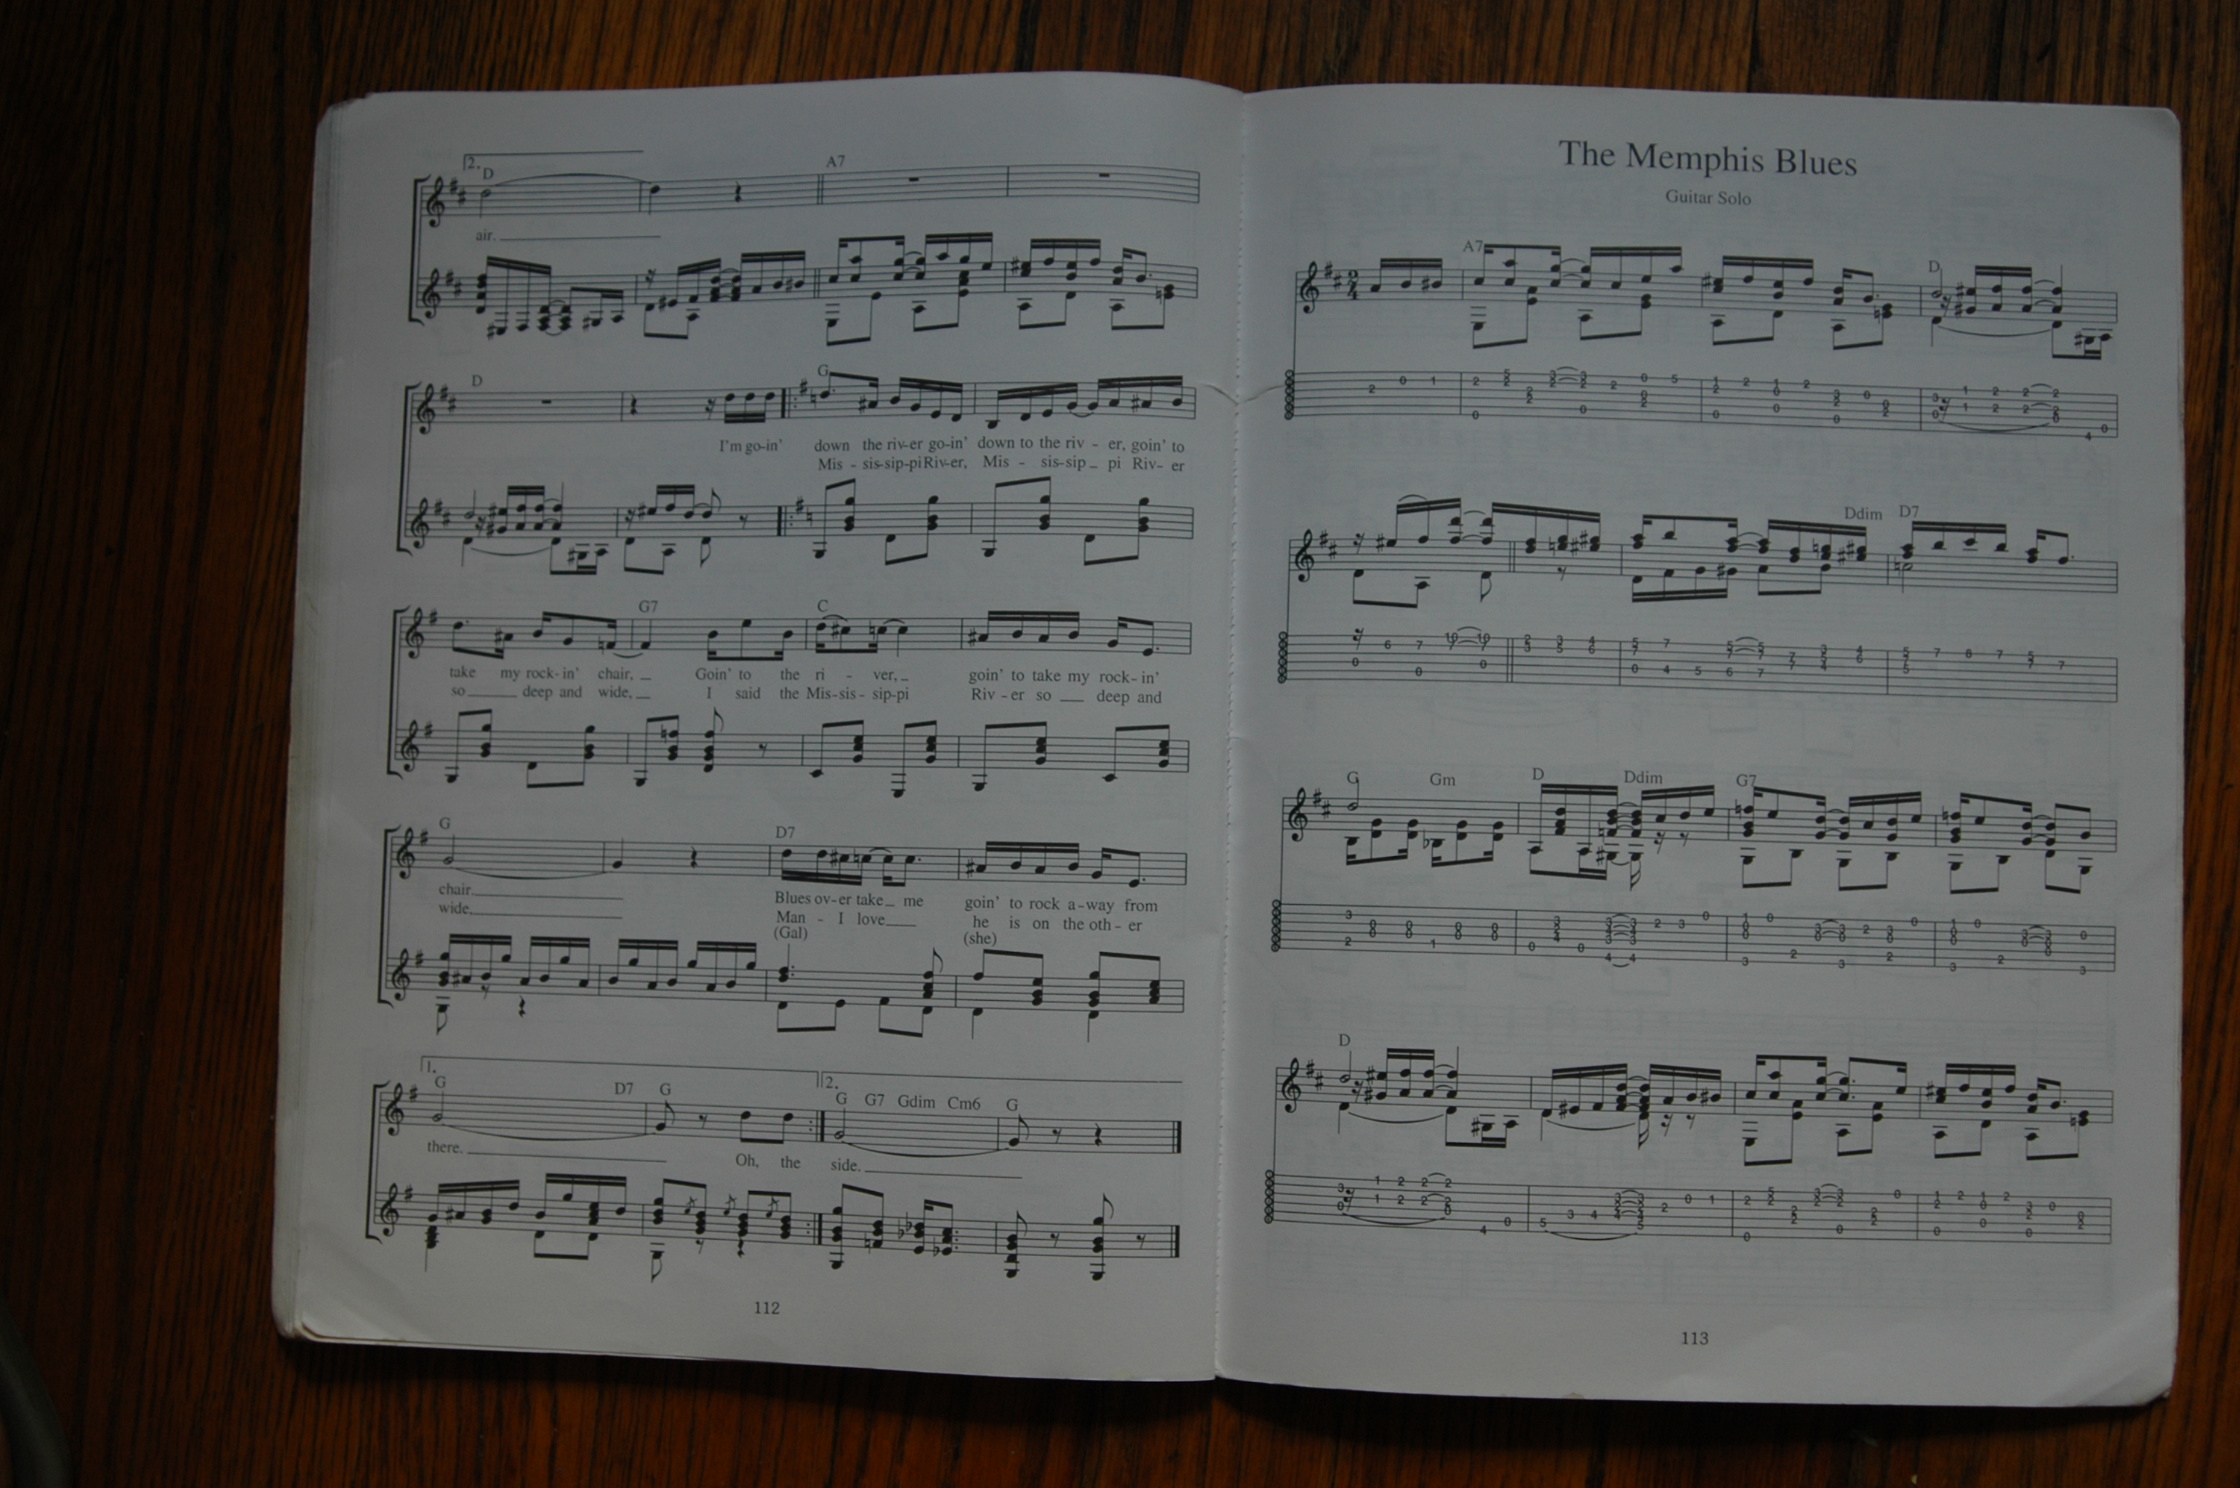 2. D A7
air.
D G
I'm go-in' down the riv-er go-in' down to the riv - er, goin' to
Mis - sis-sip-pi Riv-er, Mis - sis-sip - pi Riv- er
G7 C
take my rock- in' chair, Goin' to the ri - ver, goin' to take my rock- in'
so deep and wide, I said the Mis-sis - sip-pi Riv - er so deep and
G D7
chair. Blues ov-er take me goin' to rock a-way from
wide, Man - I love he is on the oth - er
(Gal) (she)
1. 2.
G D7 G G G7 Gdim Cm6 G
there. Oh, the side.
112
The Memphis Blues
Guitar Solo
A7 D
2
4
Ddim D7
G Gm D Ddim G7
D
113